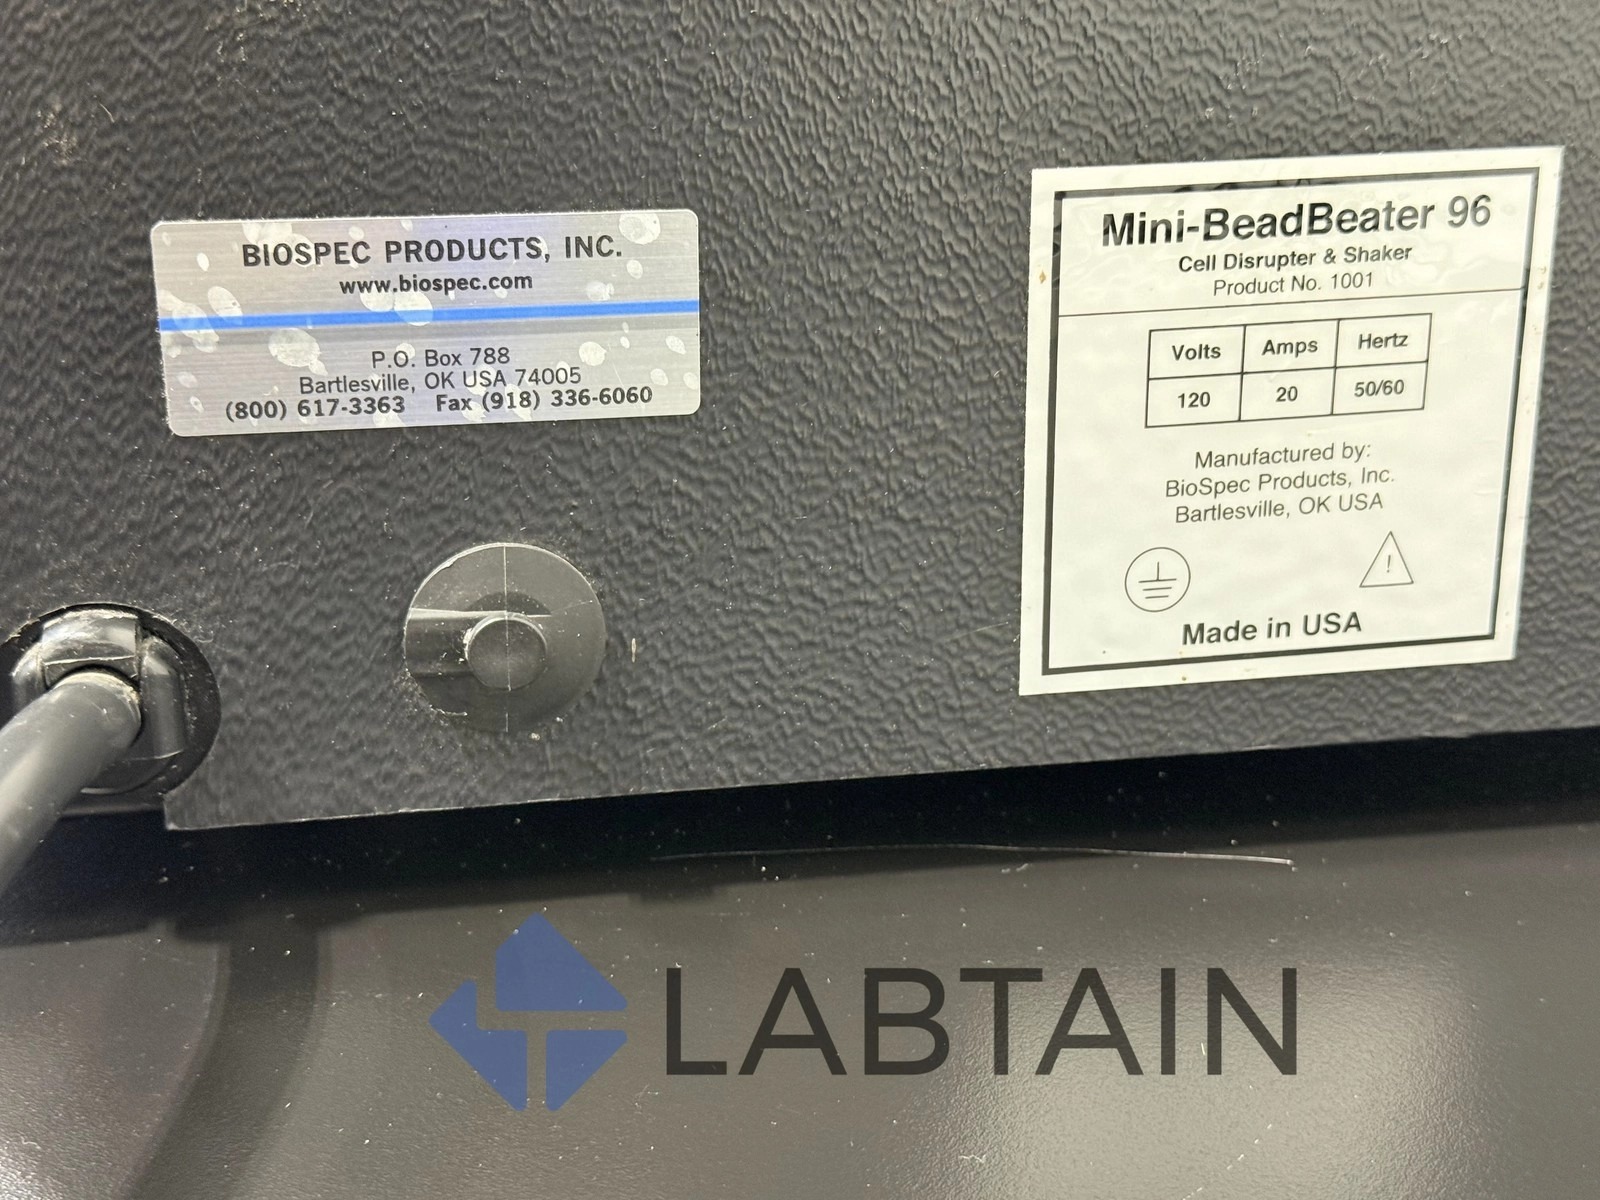 BIOSPEC PRODUCTS, INC.
www.biospec.com
P.O. Box 788
Bartlesville, OK USA 74005
(800) 617-3363 Fax (918) 336-6060
Mini-BeadBeater 96
Cell Disrupter & Shaker
Product No. 1001
Volts Amps Hertz
120 20 50/60
Manufactured by:
BioSpec Products, Inc.
Bartlesville, OK USA
!
Made in USA
LABTAIN